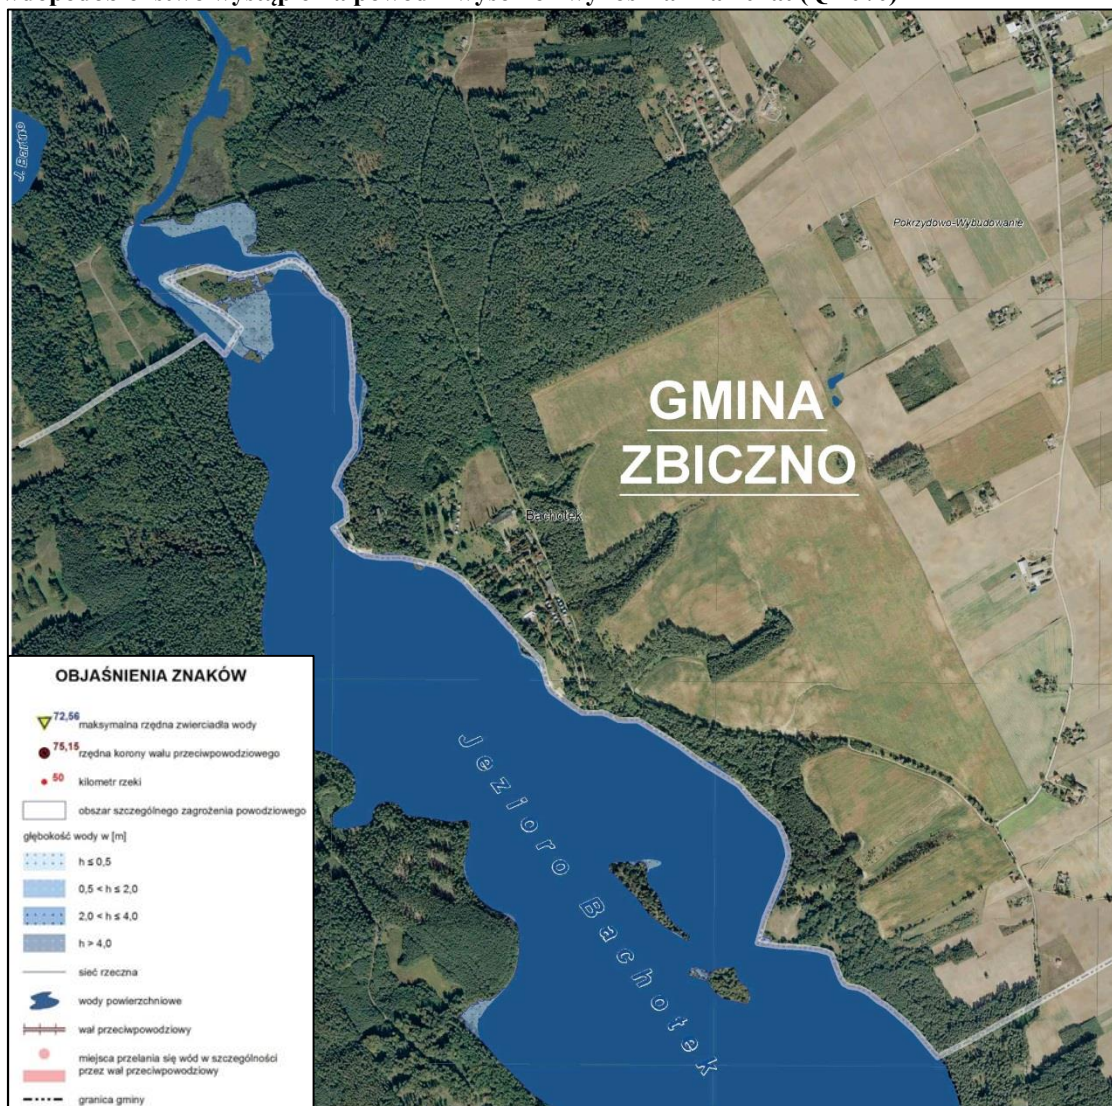 J. Bartno
Pokrzydowo-Wybudowanie
GMINA
ZBICZNO
Bachotek
Jezioro Bachotek
OBJAŚNIENIA ZNAKÓW
72,56 maksymalna rzędna zwierciadła wody
75,15 rzędna korony wału przeciwpowodziowego
50 kilometr rzeki
obszar szczególnego zagrożenia powodziowego
głębokość wody w [m]
h ≤ 0,5
0,5 < h ≤ 2,0
2,0 < h ≤ 4,0
h > 4,0
sieć rzeczna
wody powierzchniowe
wał przeciwpowodziowy
miejsca przelania się wód w szczególności
przez wał przeciwpowodziowy
granica gminy